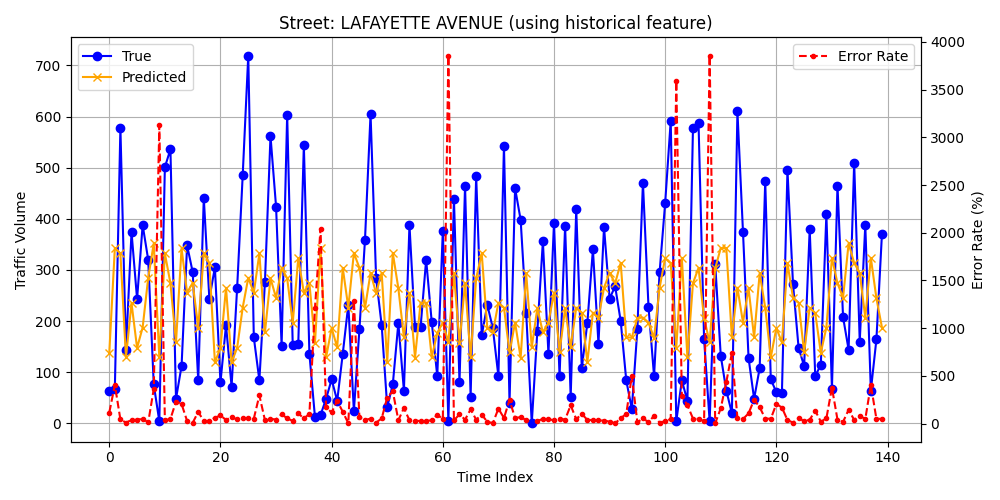 Street: LAFAYETTE AVENUE (using historical feature)
True
Predicted
Error Rate
Traffic Volume
700
600
500
400
300
200
100
0
4000
3500
3000
2500
2000
1500
1000
500
0
Error Rate (%)
0 20 40 60 80 100 120 140
Time Index